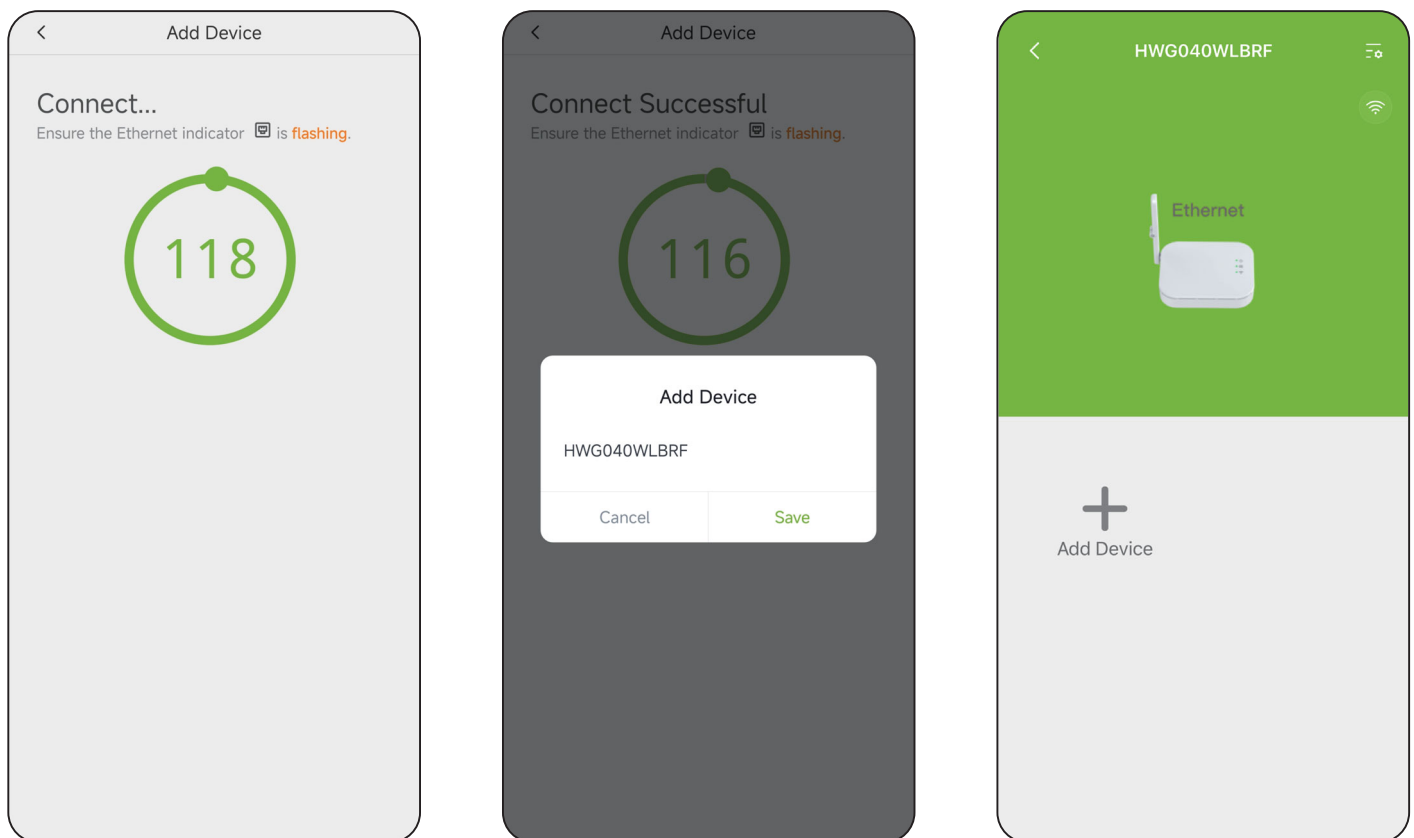 Add Device
Connect...
Ensure the Ethernet indicator is flashing.
118
Add Device
Connect Successful
Ensure the Ethernet indicator is flashing.
116
Add Device
HWG040WLBRF
Cancel
Save
HWG040WLBRF
Ethernet
Add Device